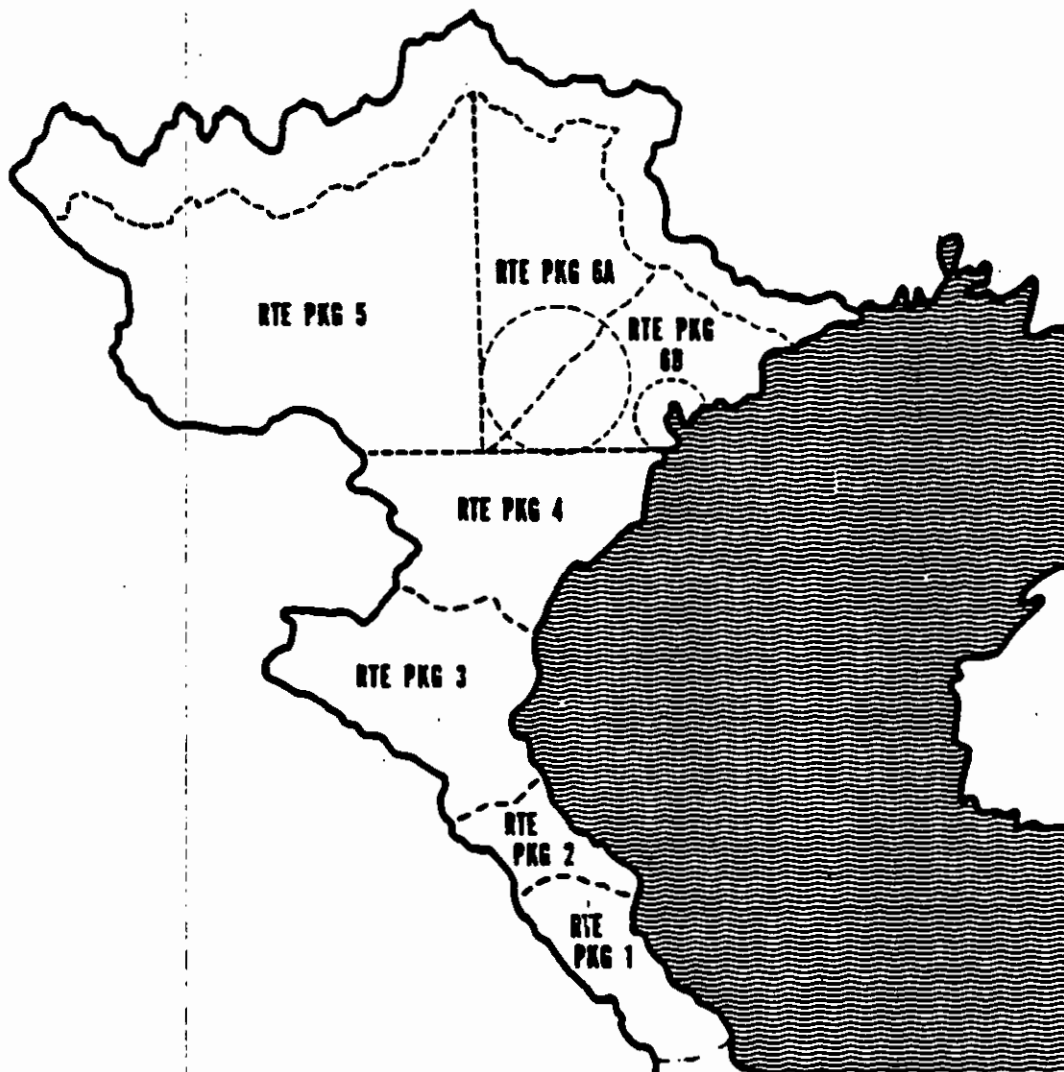 RTE PKG 6A
RTE PKG 5
RTE PKG
6B
RTE PKG 4
RTE PKG 3
RTE
PKG 2
RTE
PKG 1